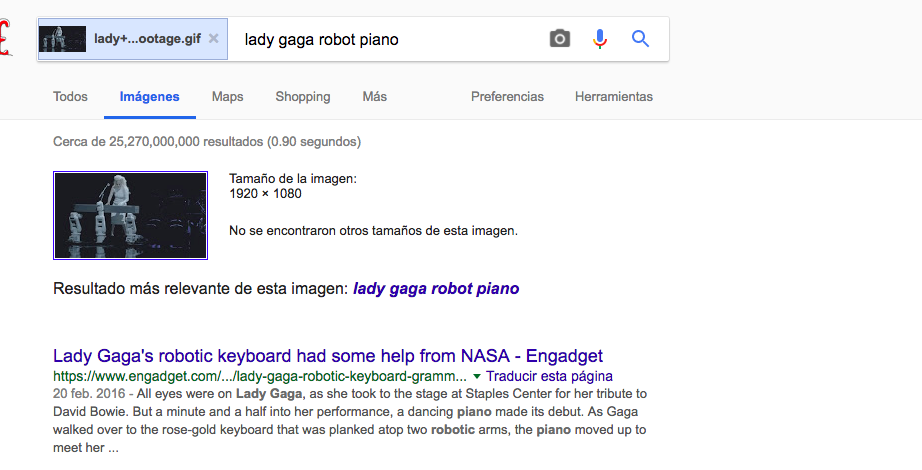 lady+...ootage.gif × lady gaga robot piano
Todos Imágenes Maps Shopping Más Preferencias Herramientas
Cerca de 25,270,000,000 resultados (0.90 segundos)
Tamaño de la imagen:
1920 × 1080
No se encontraron otros tamaños de esta imagen.
Resultado más relevante de esta imagen: lady gaga robot piano
Lady Gaga's robotic keyboard had some help from NASA - Engadget
https://www.engadget.com/.../lady-gaga-robotic-keyboard-gramm... ▼ Traducir esta página
20 feb. 2016 - All eyes were on Lady Gaga, as she took to the stage at Staples Center for her tribute to
David Bowie. But a minute and a half into her performance, a dancing piano made its debut. As Gaga
walked over to the rose-gold keyboard that was planked atop two robotic arms, the piano moved up to
meet her ...